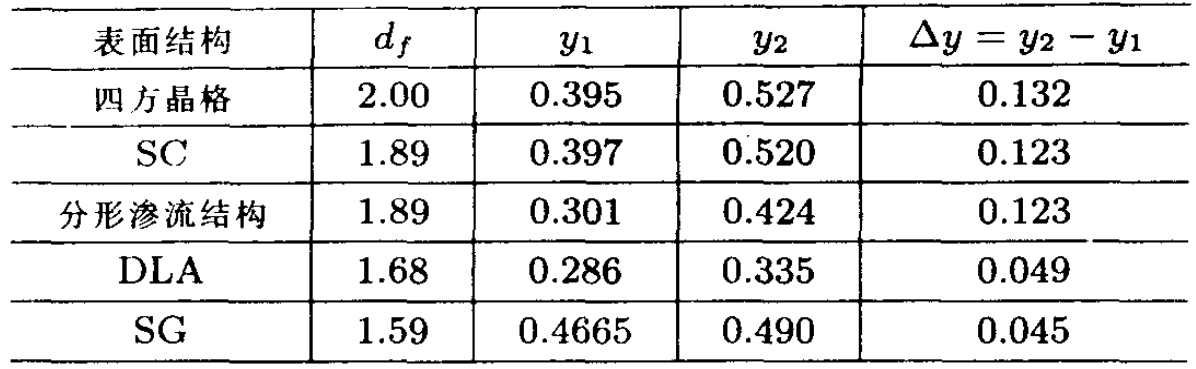 表面结构 d_f y_1 y_2 Δy = y_2 − y_1
四方晶格 2.00 0.395 0.527 0.132
SC 1.89 0.397 0.520 0.123
分形渗流结构 1.89 0.301 0.424 0.123
DLA 1.68 0.286 0.335 0.049
SG 1.59 0.4665 0.490 0.045